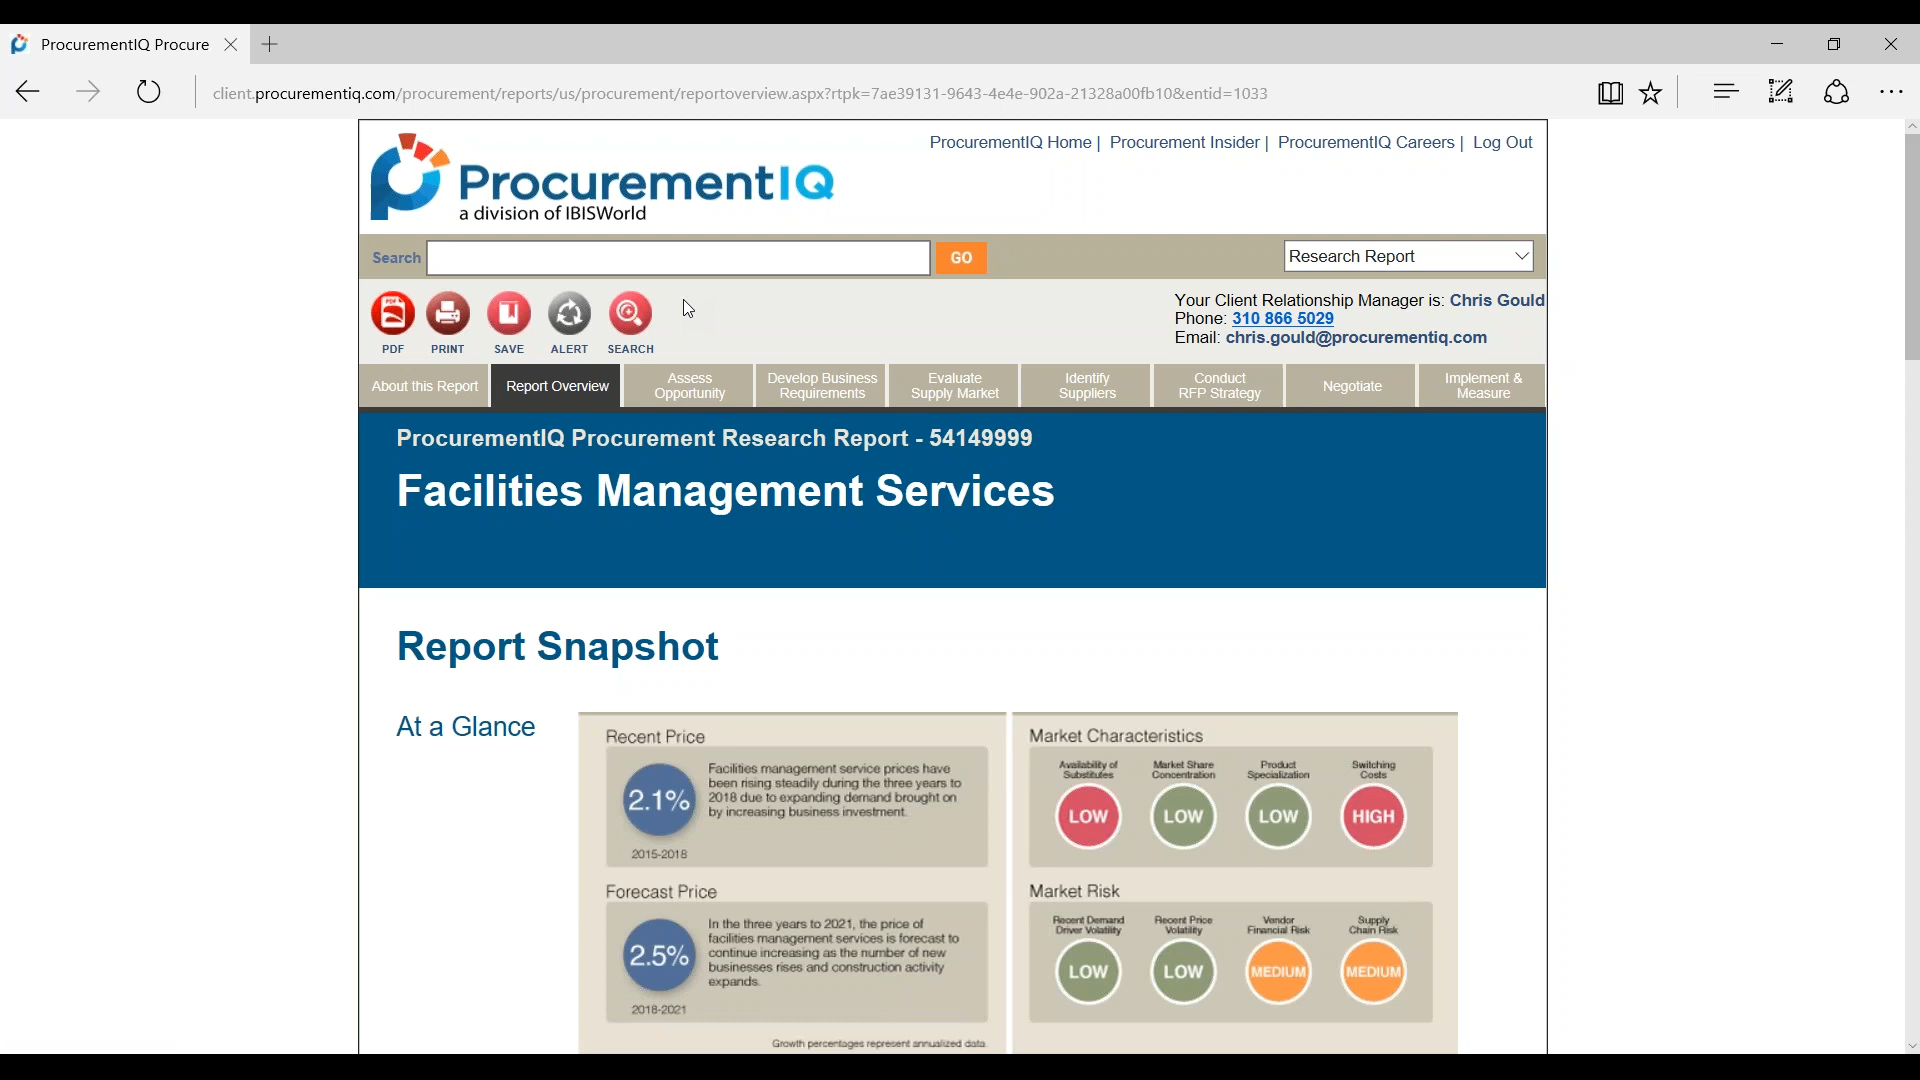 ProcurementIQ Procure
client.procurementiq.com/procurement/reports/us/procurement/reportoverview.aspx?rtpk=7ae39131-9643-4e4e-902a-21328a00fb10&entid=1033
ProcurementIQ Home | Procurement Insider | ProcurementIQ Careers | Log Out
ProcurementIQ
a division of IBISWorld
Search
GO
Research Report
PDF
PRINT
SAVE
ALERT
SEARCH
Your Client Relationship Manager is: Chris Gould
Phone: 310 866 5029
Email: chris.gould@procurementiq.com
About this Report
Report Overview
Assess
Opportunity
Develop Business
Requirements
Evaluate
Supply Market
Identify
Suppliers
Conduct
RFP Strategy
Negotiate
Implement &
Measure
ProcurementIQ Procurement Research Report - 54149999
Facilities Management Services
Report Snapshot
At a Glance
Recent Price
2.1%
2015-2018
Facilities management service prices have
been rising steadily during the three years to
2018 due to expanding demand brought on
by increasing business investment.
Forecast Price
2.5%
2018-2021
In the three years to 2021, the price of
facilities management services is forecast to
continue increasing as the number of new
businesses rises and construction activity
expands.
Growth percentages represent annualized data.
Market Characteristics
Availability of
Substitutes
LOW
Market Share
Concentration
LOW
Product
Specialization
LOW
Switching
Costs
HIGH
Market Risk
Recent Demand
Driver Volatility
LOW
Recent Price
Volatility
LOW
Vendor
Financial Risk
MEDIUM
Supply
Chain Risk
MEDIUM